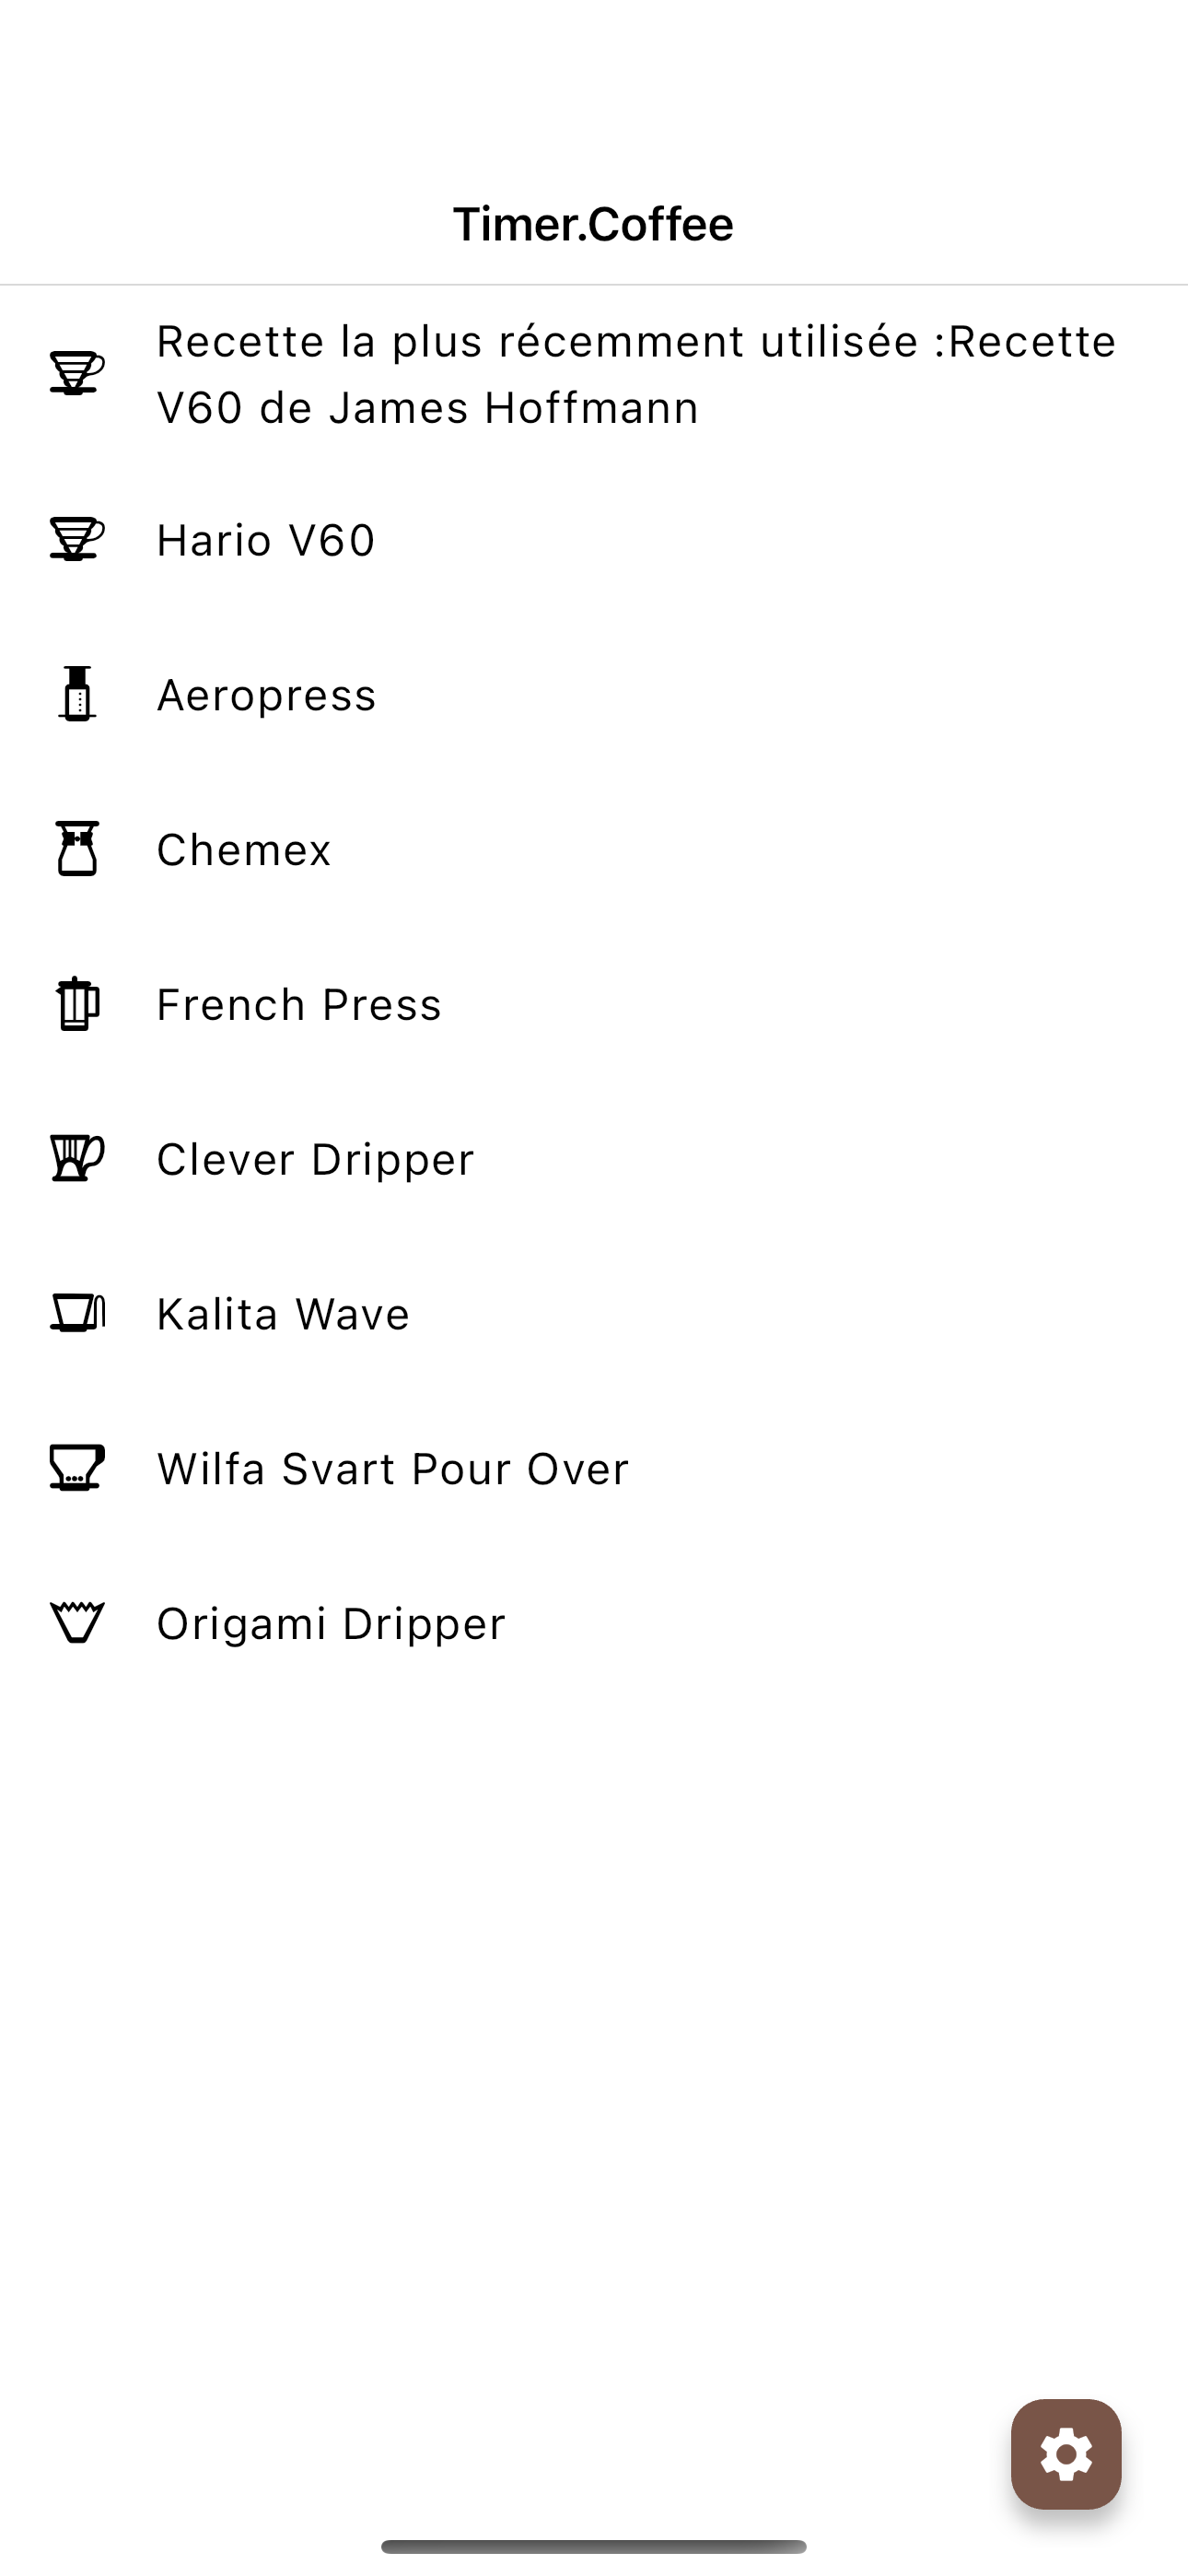 Timer.Coffee
Recette la plus récemment utilisée :Recette
V60 de James Hoffmann
Hario V60
Aeropress
Chemex
French Press
Clever Dripper
Kalita Wave
Wilfa Svart Pour Over
Origami Dripper